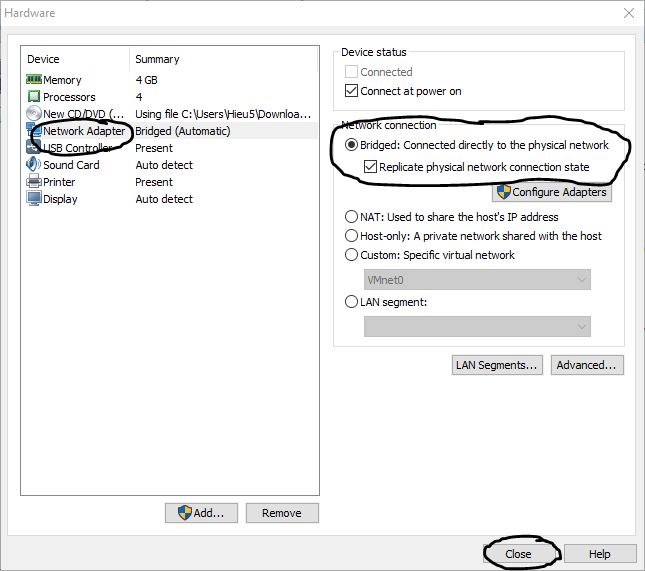 Hardware
Device Summary
Memory 4 GB
Processors 4
New CD/DVD (... Using file C:\Users\Hieu5\Downloa...
Network Adapter Bridged (Automatic)
USB Controller Present
Sound Card Auto detect
Printer Present
Display Auto detect
Add... Remove
Device status
Connected
Connect at power on
Network connection
Bridged: Connected directly to the physical network
Replicate physical network connection state
Configure Adapters
NAT: Used to share the host's IP address
Host-only: A private network shared with the host
Custom: Specific virtual network
VMnet0
LAN segment:
LAN Segments... Advanced...
Close Help